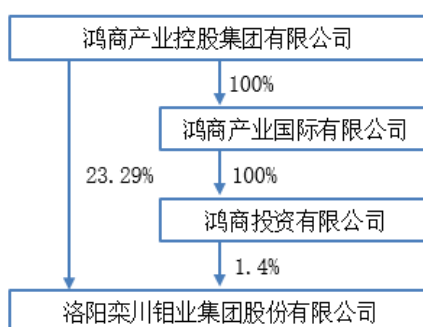 鸿商产业控股集团有限公司
100%
鸿商产业国际有限公司
23.29%
100%
鸿商投资有限公司
1.4%
洛阳栾川钼业集团股份有限公司